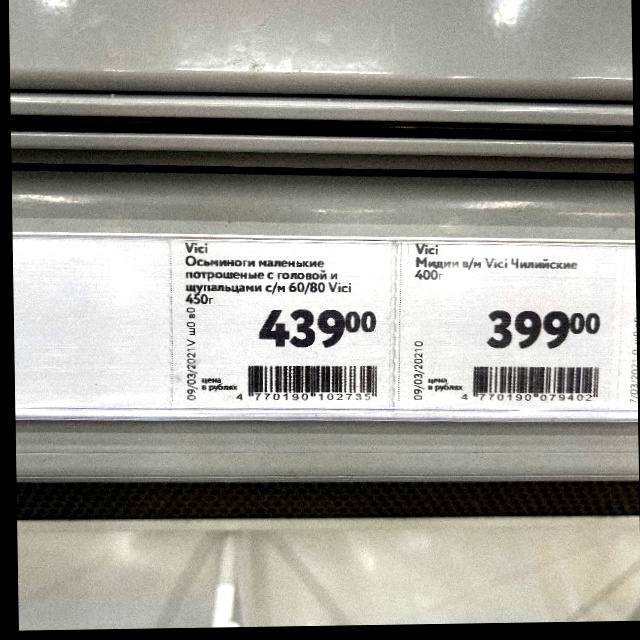 Vici
Осьминоги маленькие
потрошеные с головой и
щупальцами с/м 60/80 Vici
450г
439⁰⁰
цена
в рублях
09/03/2021
4 770190 102735
Vici
Мидии в/м Vici Чилийские
400г
399⁰⁰
цена
в рублях
09/03/2021
4 770190 079402